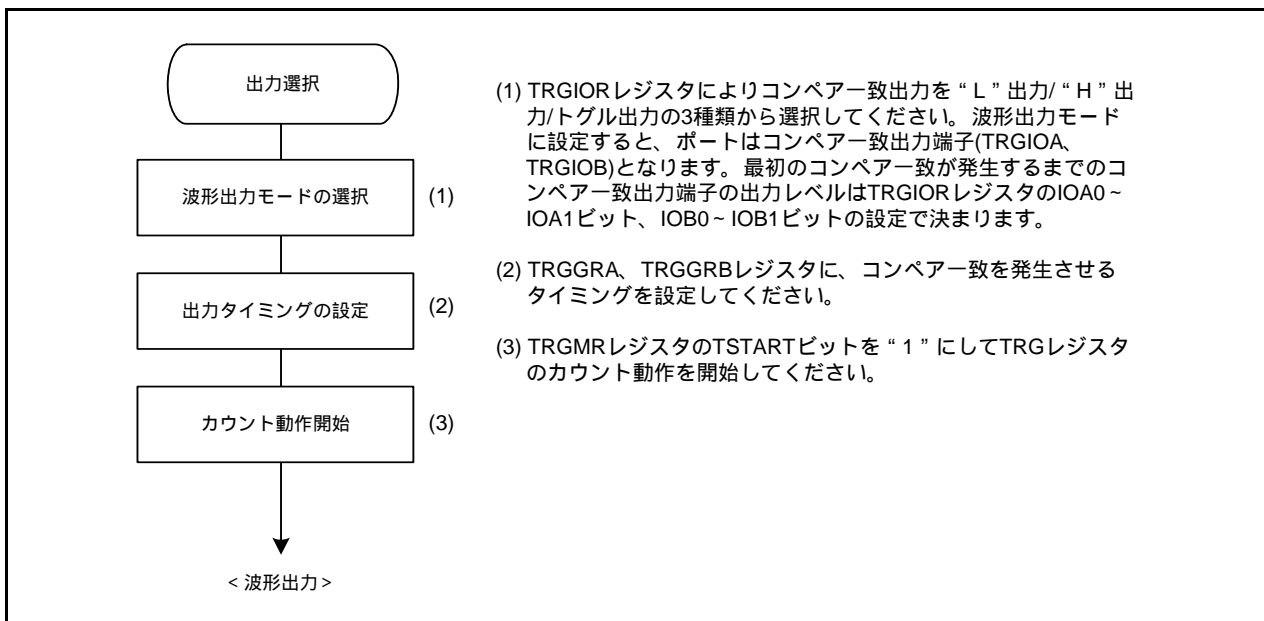 出力選択
波形出力モードの選択 (1)
出力タイミングの設定 (2)
カウント動作開始 (3)
< 波形出力 >
(1) TRGIORレジスタによりコンペア一致出力を “ L ” 出力/ “ H ” 出
力/トグル出力の3種類から選択してください。波形出力モード
に設定すると、ポートはコンペア一致出力端子(TRGIOA、
TRGIOB)となります。最初のコンペア一致が発生するまでのコ
ンペア一致出力端子の出力レベルはTRGIORレジスタのIOA0 ~
IOA1ビット、IOB0 ~ IOB1ビットの設定で決まります。
(2) TRGGRA、TRGGRBレジスタに、コンペア一致を発生させる
タイミングを設定してください。
(3) TRGMRレジスタのTSTARTビットを “ 1 ” にしてTRGレジスタ
のカウント動作を開始してください。